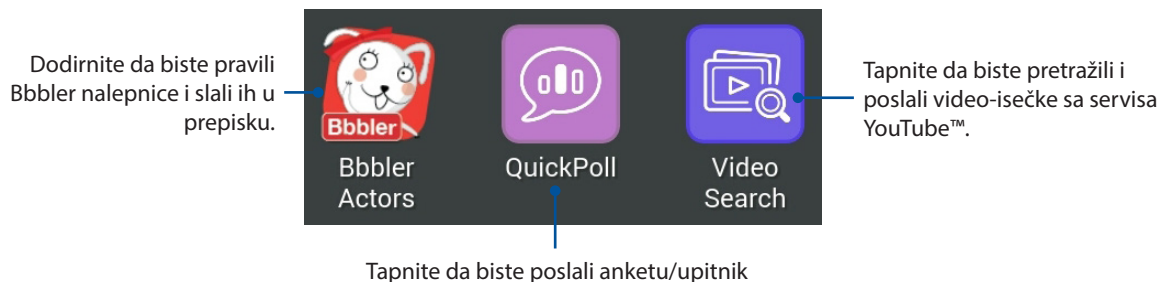 Dodirnite da biste pravili
Bbbler nalepnice i slali ih u
prepisku.
Bbbler
Bbbler
Actors
QuickPoll
Video
Search
Tapnite da biste pretražili i
poslali video-isečke sa servisa
YouTube™.
Tapnite da biste poslali anketu/upitnik